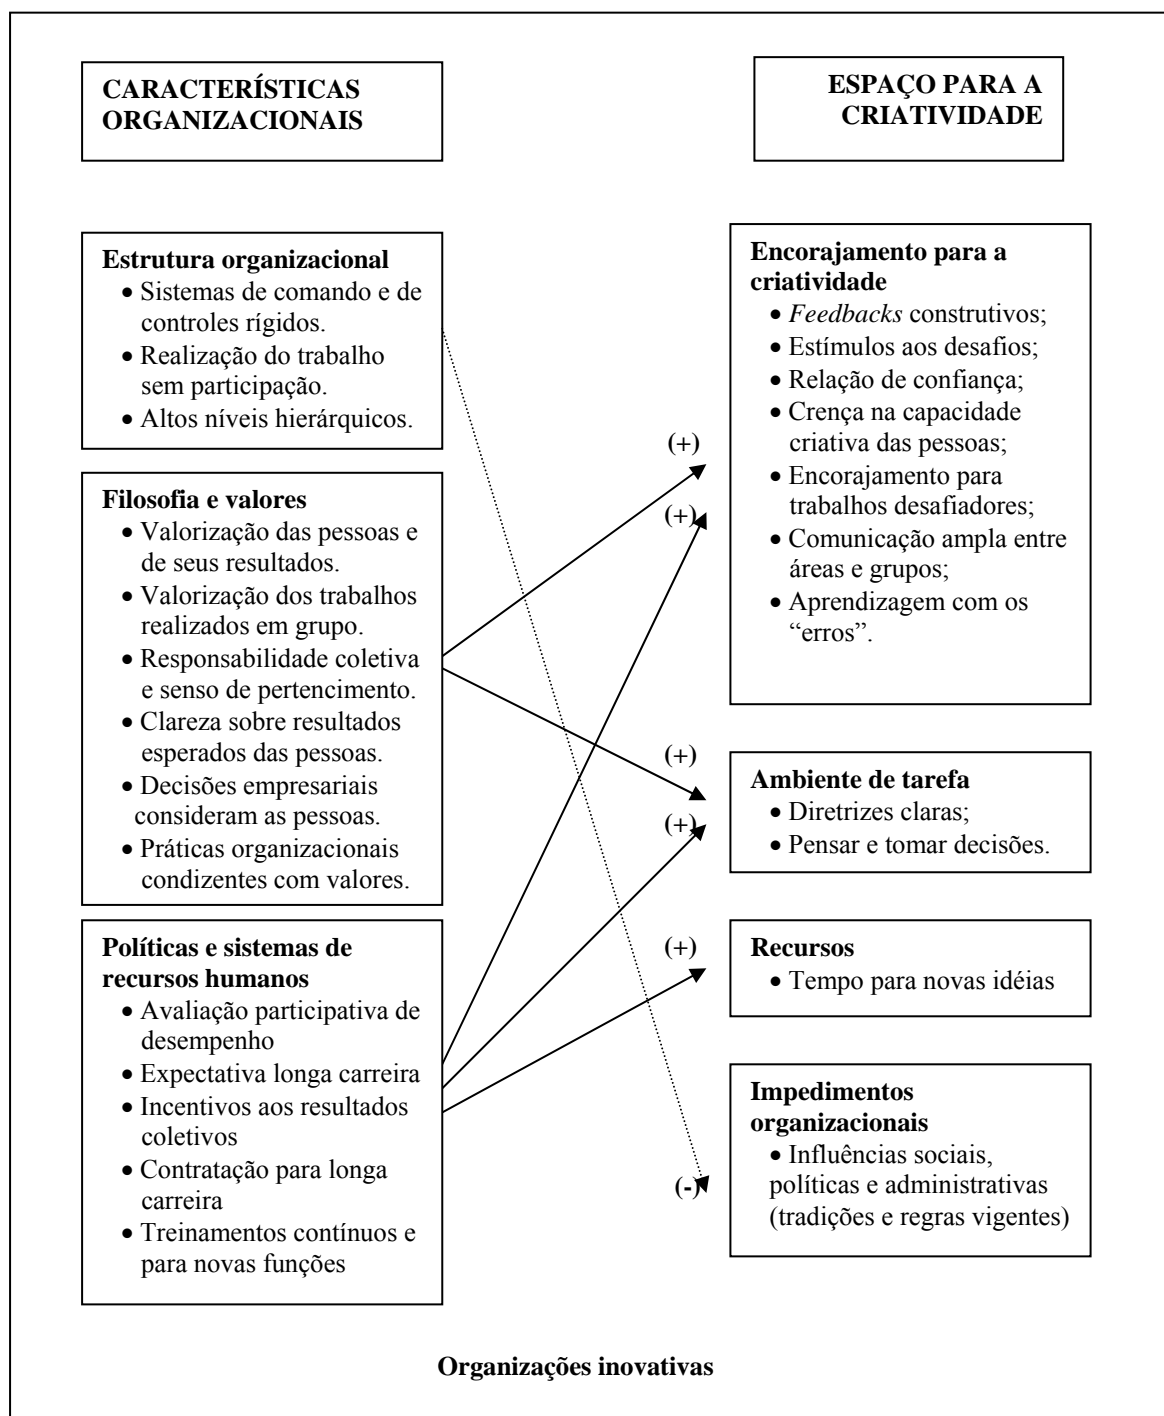 CARACTERÍSTICAS
ORGANIZACIONAIS
ESPAÇO PARA A
CRIATIVIDADE
Estrutura organizacional
• Sistemas de comando e de
controles rígidos.
• Realização do trabalho
sem participação.
• Altos níveis hierárquicos.
Filosofia e valores
• Valorização das pessoas e
de seus resultados.
• Valorização dos trabalhos
realizados em grupo.
• Responsabilidade coletiva
e senso de pertencimento.
• Clareza sobre resultados
esperados das pessoas.
• Decisões empresariais
consideram as pessoas.
• Práticas organizacionais
condizentes com valores.
Políticas e sistemas de
recursos humanos
• Avaliação participativa de
desempenho
• Expectativa longa carreira
• Incentivos aos resultados
coletivos
• Contratação para longa
carreira
• Treinamentos contínuos e
para novas funções
(+)
(+)
(+)
(+)
(+)
(-)
Encorajamento para a
criatividade
• Feedbacks construtivos;
• Estímulos aos desafios;
• Relação de confiança;
• Crença na capacidade
criativa das pessoas;
• Encorajamento para
trabalhos desafiadores;
• Comunicação ampla entre
áreas e grupos;
• Aprendizagem com os
“erros”.
Ambiente de tarefa
• Diretrizes claras;
• Pensar e tomar decisões.
Recursos
• Tempo para novas idéias
Impedimentos
organizacionais
• Influências sociais,
políticas e administrativas
(tradições e regras vigentes)
Organizações inovativas